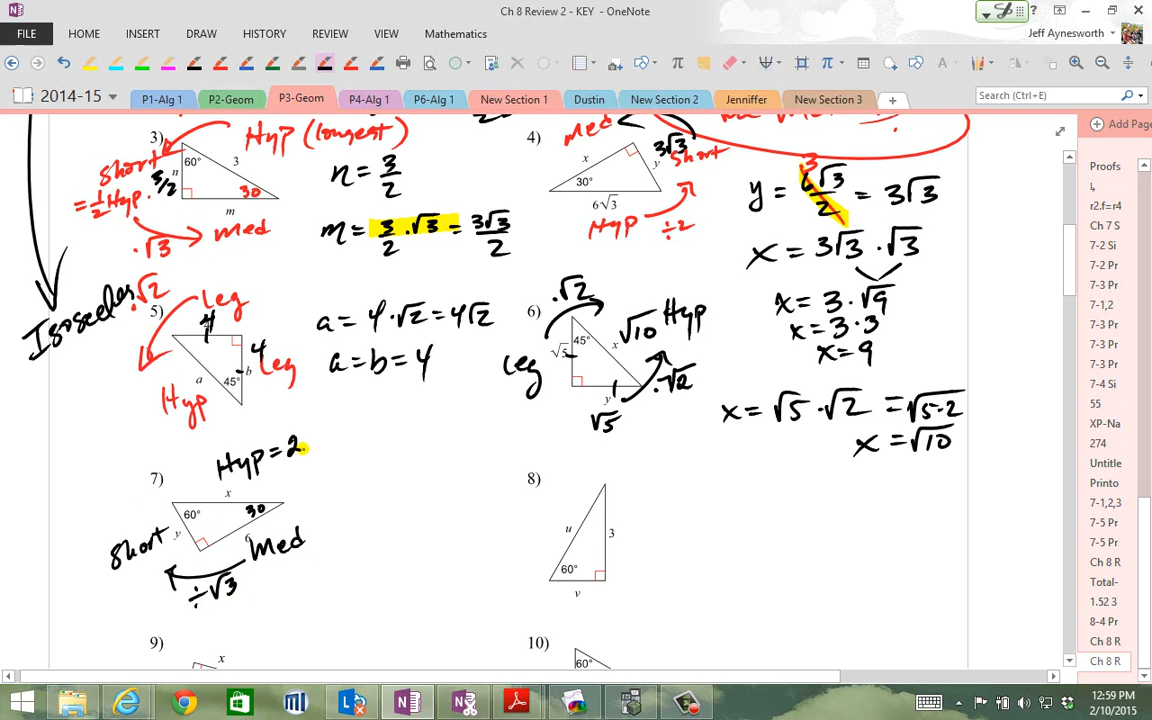 Ch 8 Review 2 - KEY - OneNote
FILE HOME INSERT DRAW HISTORY REVIEW VIEW Mathematics
Jeff Aynesworth
2014-15 P1-Alg 1 P2-Geom P3-Geom P4-Alg 1 P6-Alg 1 New Section 1 Dustin New Section 2 Jenniffer New Section 3
Search (Ctrl+E)
Add Page
3)
Hyp (longest)
short
= 1/2 Hyp.
n
3/2
60°
3
30
m
· √3
med
n = 3/2
m = 3/2 · √3 = 3√3/2
4)
Med
x
3√3
y
short
30°
6√3
Hyp
÷2
y = 6√3/2 = 3√3
3
x = 3√3 · √3
x = 3 · √9
x = 3 · 3
x = 9
Isosceles
5)
· √2
leg
4
4
b
leg
a
45°
Hyp
a = 4 · √2 = 4√2
a = b = 4
6)
· √2
45°
√10 Hyp
x
√5
Leg
y
√5
· √2
x = √5 · √2 = √5·2
x = √10
7)
Hyp = 2·
x
60°
30
short
y
6
Med
÷ √3
8)
u
3
60°
v
9)
x
10)
60°
Proofs
r2.f=r4
Ch 7 S
7-2 Si
7-2 Pr
7-1,2
7-3 Pr
7-3 Pr
7-3 Pr
7-4 Si
55
XP-Na
274
Untitle
Printo
7-1,2,3
7-5 Pr
7-5 Pr
Ch 8 R
Total-
1.52 3
8-4 Pr
Ch 8 R
Ch 8 R
12:59 PM
2/10/2015